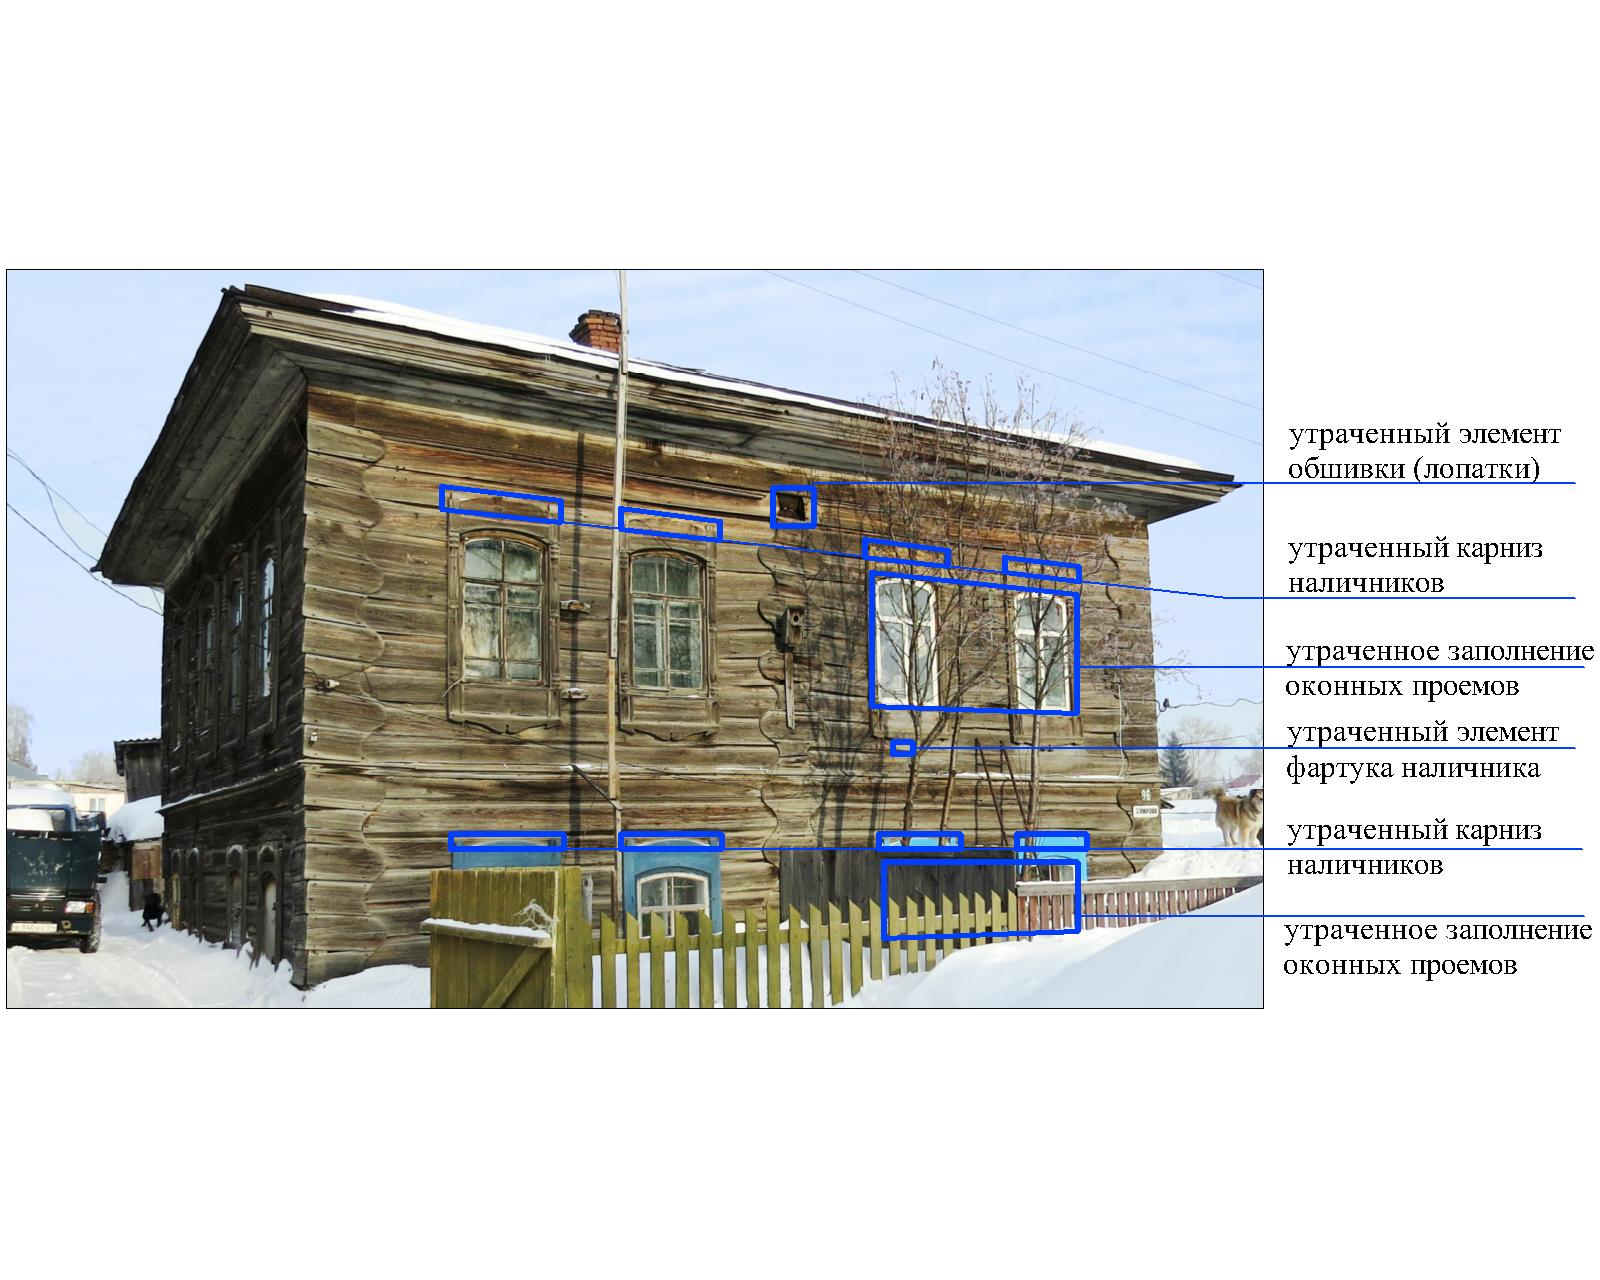 утраченный элемент
обшивки (лопатки)
утраченный карниз
наличников
утраченное заполнение
оконных проемов
утраченный элемент
фартука наличника
96
утраченный карниз
наличников
утраченное заполнение
оконных проемов